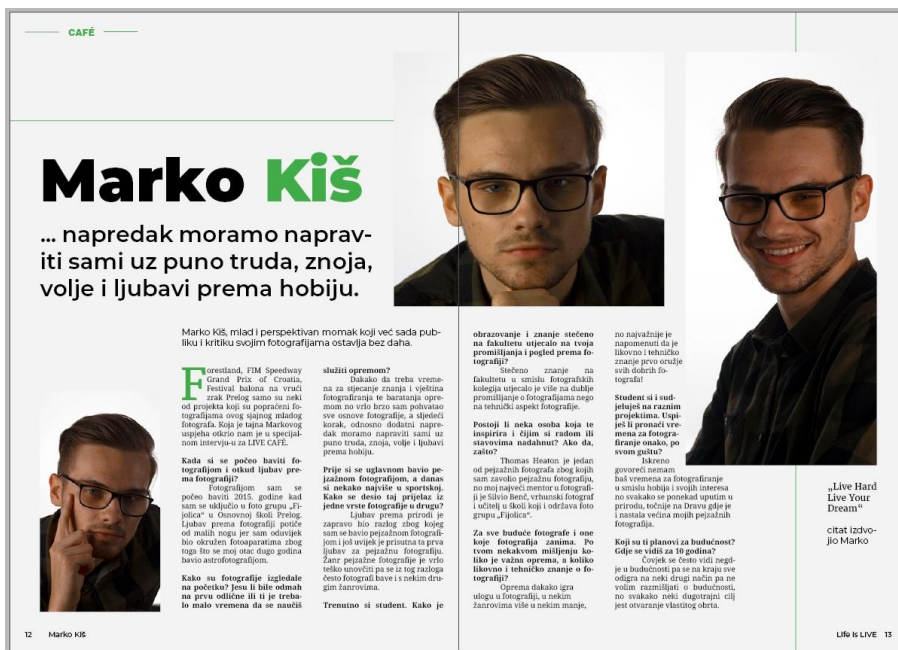 CAFÉ
Marko Kiš
... napredak moramo naprav-
iti sami uz puno truda, znoja,
volje i ljubavi prema hobiju.
Marko Kiš, mlad i perspektivan momak koji već sada pub-
liku i kritiku svojim fotografijama ostavlja bez daha.
Forestland, FIM Speedway
Grand Prix of Croatia,
Festival balona na vrući
zrak Prelog samo su neki
od projekta koji su popraćeni fo-
tografijama ovog sjajnog mladog
fotografa. Koja je tajna Markovog
uspjeha otkrio nam je u specijal-
nom intervju-u za LIVE CAFÉ.
Kada si se počeo baviti fo-
tografijom i otkud ljubav pre-
ma fotografiji?
Fotografijom sam se
počeo baviti 2015. godine kad
sam se uključio u foto grupu „Fi-
jolica“ u Osnovnoj školi Prelog.
Ljubav prema fotografiji potiče
od malih nogu jer sam oduvijek
bio okružen fotoaparatima zbog
toga što se moj otac dugo godina
bavio astrofotografijom.
Kako su fotografije izgledale
na početku? Jesu li bile odmah
na prvu odlične ili ti je treba-
lo malo vremena da se naučiš
služiti opremom?
Dakako da treba vreme-
na za stjecanje znanja i vještina
fotografiranja te baratanja opre-
mom no vrlo brzo sam pohvatao
sve osnove fotografije, a sljedeći
korak, odnosno dodatni napre-
dak moramo napraviti sami uz
puno truda, znoja, volje i ljubavi
prema hobiju.
Prije si se uglavnom bavio pe-
jzažnom fotografijom, a danas
si nekako najviše u sportskoj.
Kako se desio taj prijelaz iz
jedne vrste fotografije u drugu?
Ljubav prema prirodi je
zapravo bio razlog zbog kojeg
sam se bavio pejzažnom fotografi-
jom i još uvijek je prisutna ta prva
ljubav za pejzažnu fotografiju.
Žanr pejzažne fotografije je vrlo
teško unovčiti pa se iz tog razloga
često fotografi bave i s nekim dru-
gim žanrovima.
Trenutno si student. Kako je
obrazovanje i znanje stečeno
na fakultetu utjecalo na tvoja
promišljanja i pogled prema fo-
tografiji?
Stečeno znanje na
fakultetu u smislu fotografskih
kolegija utjecalo je više na dublje
promišljanje o fotografijama nego
na tehnički aspekt fotografije.
Postoji li neka osoba koja te
inspirira i čijim si radom ili
stavovima nadahnut? Ako da,
zašto?
Thomas Heaton je jedan
od pejzažnih fotografa zbog kojih
sam zavolio pejzažnu fotografiju,
no moj najveći mentor u fotografi-
ji je Silvio Benč, vrhunski fotograf
i učitelj u školi koji i održava foto
grupu „Fijolica“.
Za sve buduće fotografe i one
koje fotografija zanima. Po
tvom nekakvom mišljenju ko-
liko je važna oprema, a koliko
likovno i tehničko znanje o fo-
tografiji?
Oprema dakako igra
ulogu u fotografiji, u nekim
žanrovima više u nekim manje,
no najvažnije je
napomenuti da je
likovno i tehničko
znanje prvo oružje
svih dobrih fo-
tografa!
Student si i sud-
jeluješ na raznim
projektima. Uspi-
ješ li pronaći vre-
mena za fotogra-
firanje onako, po
svom guštu?
Iskreno
govoreći nemam
baš vremena za fotografiranje
u smislu hobija i svojih interesa
no svakako se ponekad uputim u
prirodu, točnije na Dravu gdje je
i nastala većina mojih pejzažnih
fotografija.
Koji su ti planovi za budućnost?
Gdje se vidiš za 10 godina?
Čovjek se često vidi negd-
je u budućnosti pa se na kraju sve
odigra na neki drugi način pa ne
volim razmišljati o budućnosti,
no svakako neki dugotrajni cilj
jest otvaranje vlastitog obrta.
„Live Hard
Live Your
Dream“
citat izdvo-
jio Marko
12 Marko Kiš
Life is LIVE 13